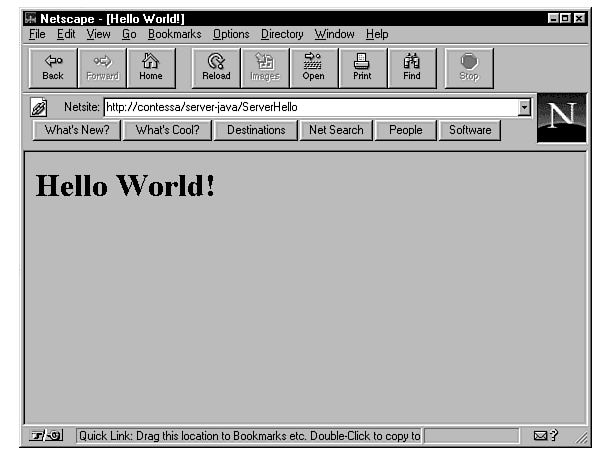 Netscape - [Hello World!]
File Edit View Go Bookmarks Options Directory Window Help
Back Forward Home Reload Images Open Print Find Stop
Netsite: http://contessa/server-java/ServerHello
N
What's New? What's Cool? Destinations Net Search People Software
Hello World!
Quick Link: Drag this location to Bookmarks etc. Double-Click to copy to
?